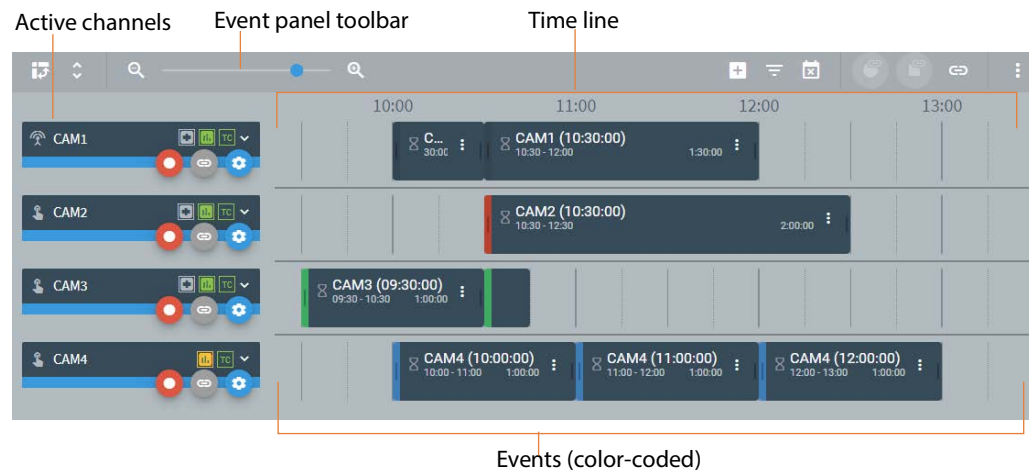 Active channels Event panel toolbar Time line
10:00 11:00 12:00 13:00
CAM1 TC C... CAM1 (10:30:00)
30:00 10:30 - 12:00 1:30:00
CAM2 TC CAM2 (10:30:00)
10:30 - 12:30 2:00:00
CAM3 TC CAM3 (09:30:00)
09:30 - 10:30 1:00:00
CAM4 TC CAM4 (10:00:00) CAM4 (11:00:00) CAM4 (12:00:00)
10:00 - 11:00 1:00:00 11:00 - 12:00 1:00:00 12:00 - 13:00 1:00:00
Events (color-coded)